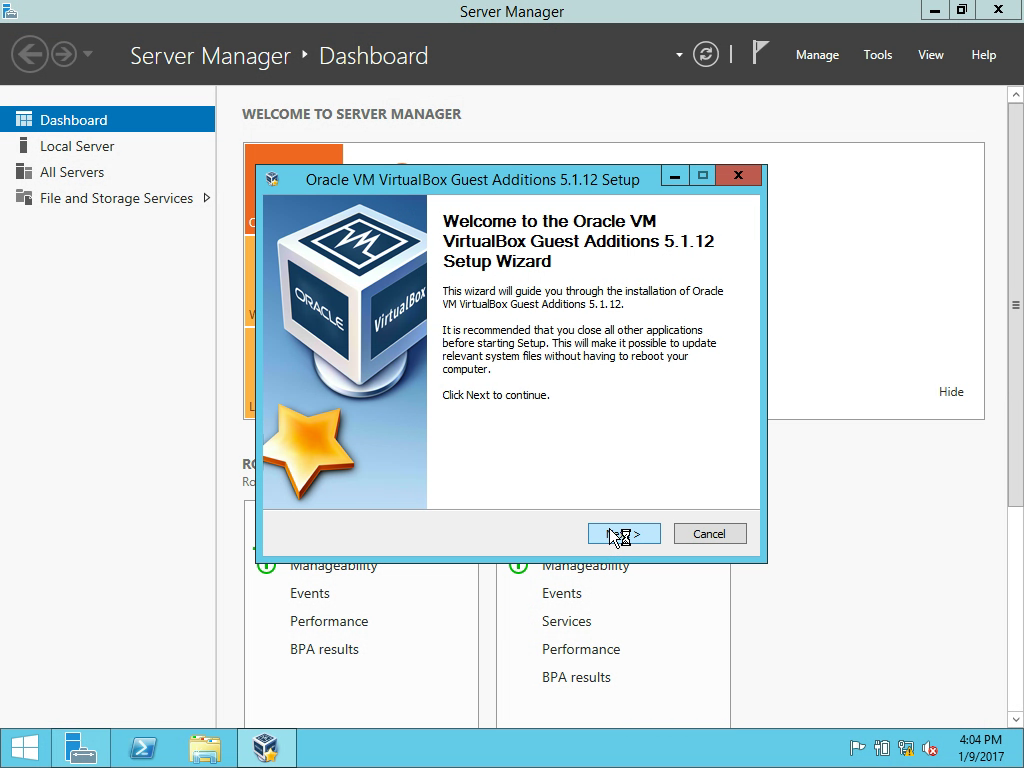 Server Manager
Server Manager ‣ Dashboard
Manage Tools View Help
Dashboard
Local Server
All Servers
File and Storage Services
WELCOME TO SERVER MANAGER
Oracle VM VirtualBox Guest Additions 5.1.12 Setup
ORACLE
VirtualBox
Welcome to the Oracle VM
VirtualBox Guest Additions 5.1.12
Setup Wizard
This wizard will guide you through the installation of Oracle
VM VirtualBox Guest Additions 5.1.12.
It is recommended that you close all other applications
before starting Setup. This will make it possible to update
relevant system files without having to reboot your
computer.
Click Next to continue.
Cancel
Hide
Manageability
Events
Performance
BPA results
Manageability
Events
Services
Performance
BPA results
4:04 PM
1/9/2017